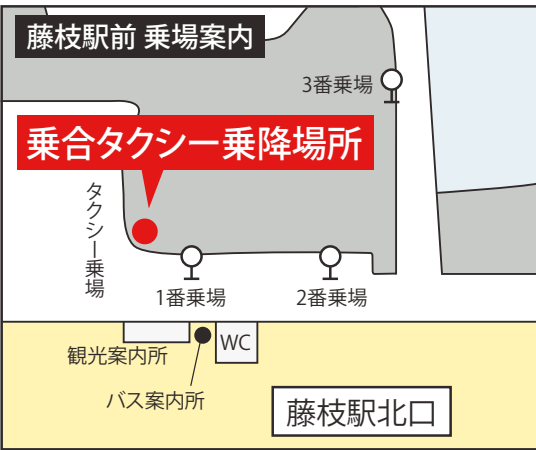 藤枝駅前 乗場案内
3番乗場
乗合タクシー乗降場所
タクシー乗場
1番乗場
2番乗場
WC
観光案内所
バス案内所
藤枝駅北口